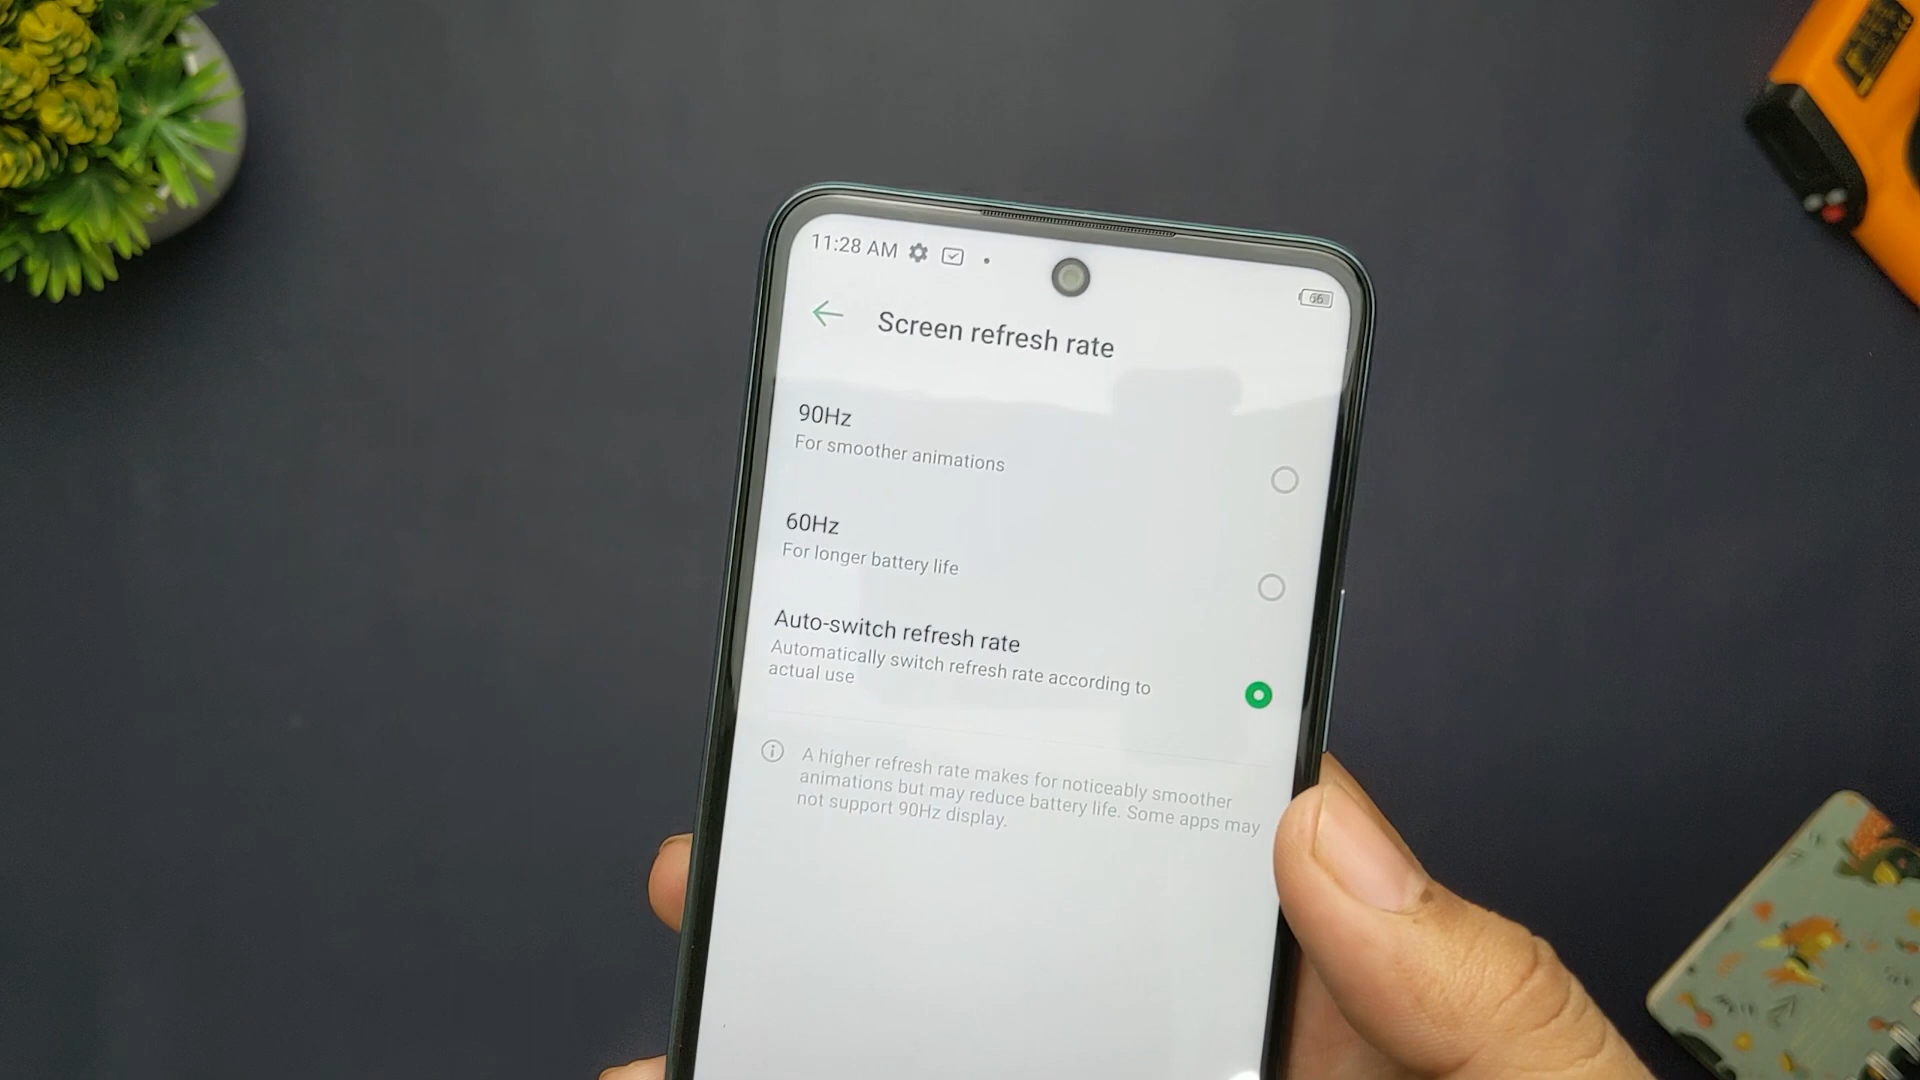 11:28 AM
66
Screen refresh rate
90Hz
For smoother animations
60Hz
For longer battery life
Auto-switch refresh rate
Automatically switch refresh rate according to
actual use
A higher refresh rate makes for noticeably smoother
animations but may reduce battery life. Some apps may
not support 90Hz display.